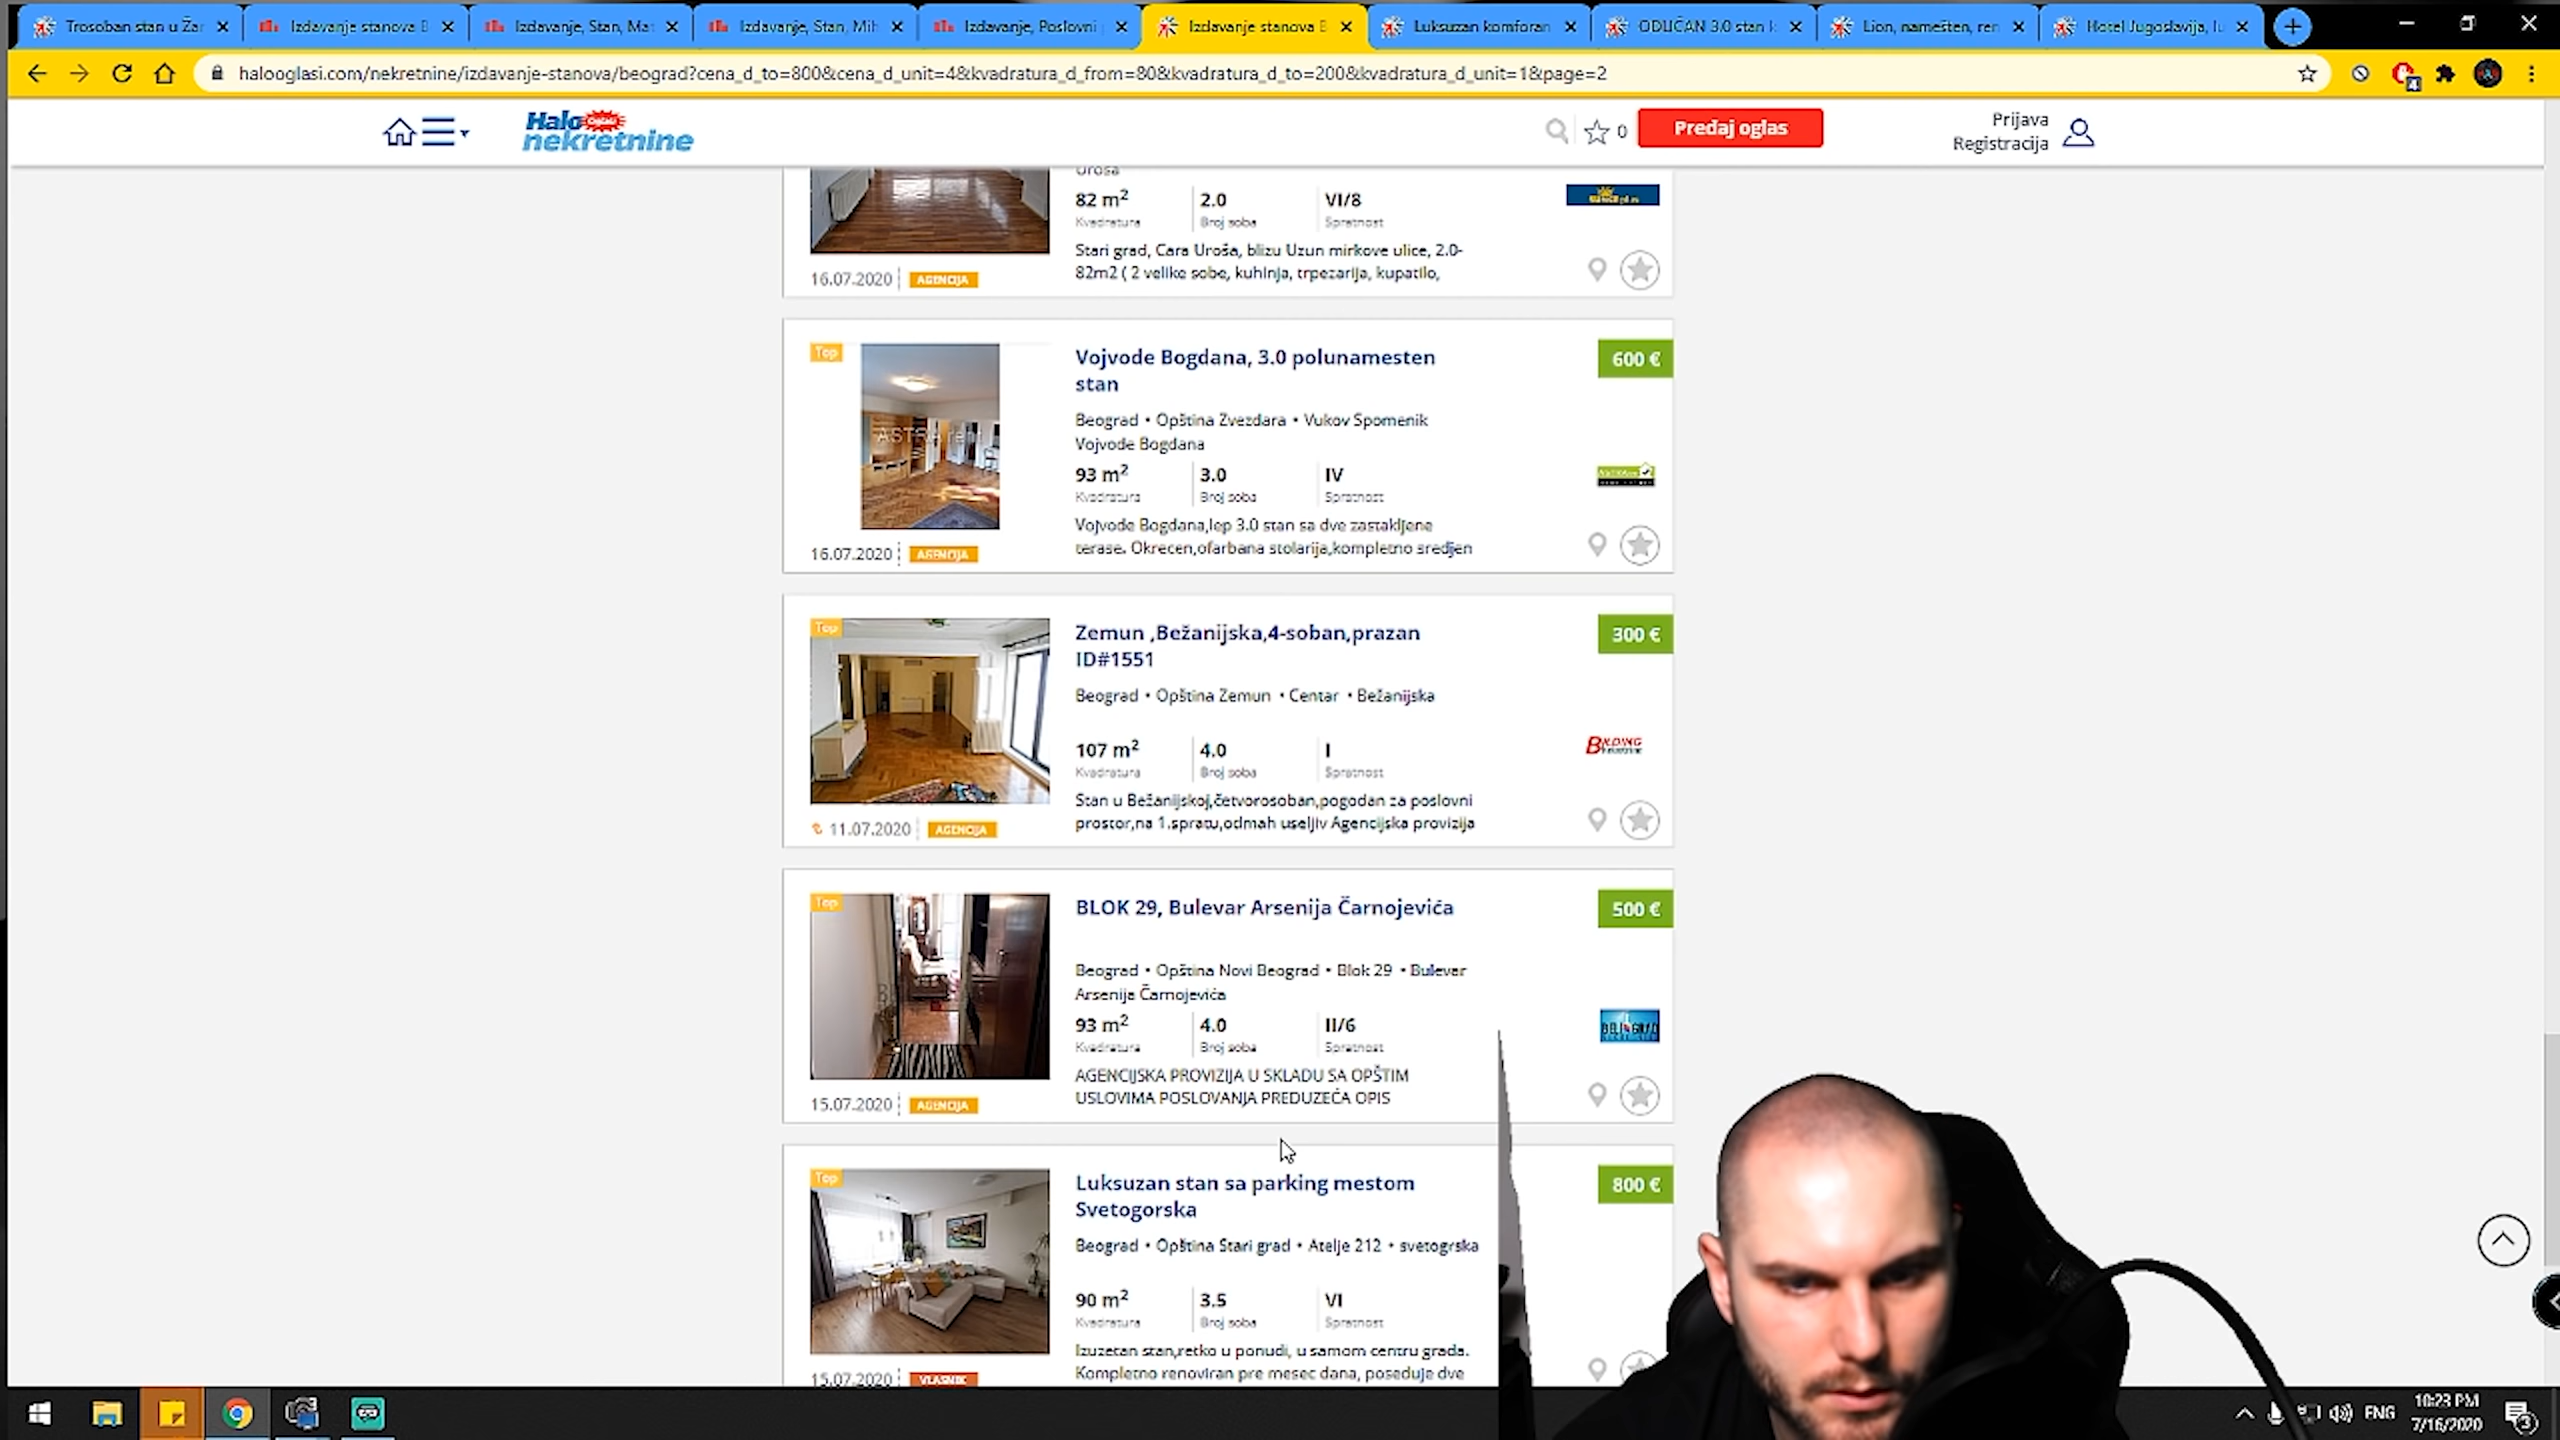 Trosoban stan u Žar
Izdavanje stanova B
Izdavanje, Stan, Mat
Izdavanje, Stan, Mih
Izdavanje, Poslovni
Izdavanje stanova B
Luksuzan komforan
ODLIČAN 3.0 stan k
Lion, namešten, ren
Hotel Jugoslavija, lu
halooglasi.com/nekretnine/izdavanje-stanova/beograd?cena_d_to=800&cena_d_unit=4&kvadratura_d_from=80&kvadratura_d_to=200&kvadratura_d_unit=1&page=2
Halo
nekretnine
0
Predaj oglas
Prijava
Registracija
Uroša
82 m² 2.0 VI/8
Kvadratura Broj soba Spratnost
Stari grad, Cara Uroša, blizu Uzun mirkove ulice, 2.0-
82m2 ( 2 velike sobe, kuhinja, trpezarija, kupatilo,
16.07.2020 AGENCIJA
Top
Vojvode Bogdana, 3.0 polunamesten
stan
600 €
Beograd • Opština Zvezdara • Vukov Spomenik
Vojvode Bogdana
93 m² 3.0 IV
Kvadratura Broj soba Spratnost
Vojvode Bogdana,lep 3.0 stan sa dve zastakljene
terase. Okrecen,ofarbana stolarija,kompletno sredjen
16.07.2020 AGENCIJA
Top
Zemun ,Bežanijska,4-soban,prazan
ID#1551
300 €
Beograd • Opština Zemun • Centar • Bežanijska
107 m² 4.0 I
Kvadratura Broj soba Spratnost
Stan u Bežanijskoj,četvorosoban,pogodan za poslovni
prostor,na 1.spratu,odmah useljiv Agencijska provizija
11.07.2020 AGENCIJA
Top
BLOK 29, Bulevar Arsenija Čarnojevića
500 €
Beograd • Opština Novi Beograd • Blok 29 • Bulevar
Arsenija Čarnojevića
93 m² 4.0 II/6
Kvadratura Broj soba Spratnost
AGENCIJSKA PROVIZIJA U SKLADU SA OPŠTIM
USLOVIMA POSLOVANJA PREDUZEĆA OPIS
15.07.2020 AGENCIJA
Top
Luksuzan stan sa parking mestom
Svetogorska
800 €
Beograd • Opština Stari grad • Atelje 212 • svetogrska
90 m² 3.5 VI
Kvadratura Broj soba Spratnost
Izuzetan stan,retko u ponudi, u samom centru grada.
Kompletno renoviran pre mesec dana, poseduje dve
15.07.2020 VLASNIK
ENG
10:23 PM
7/16/2020
3